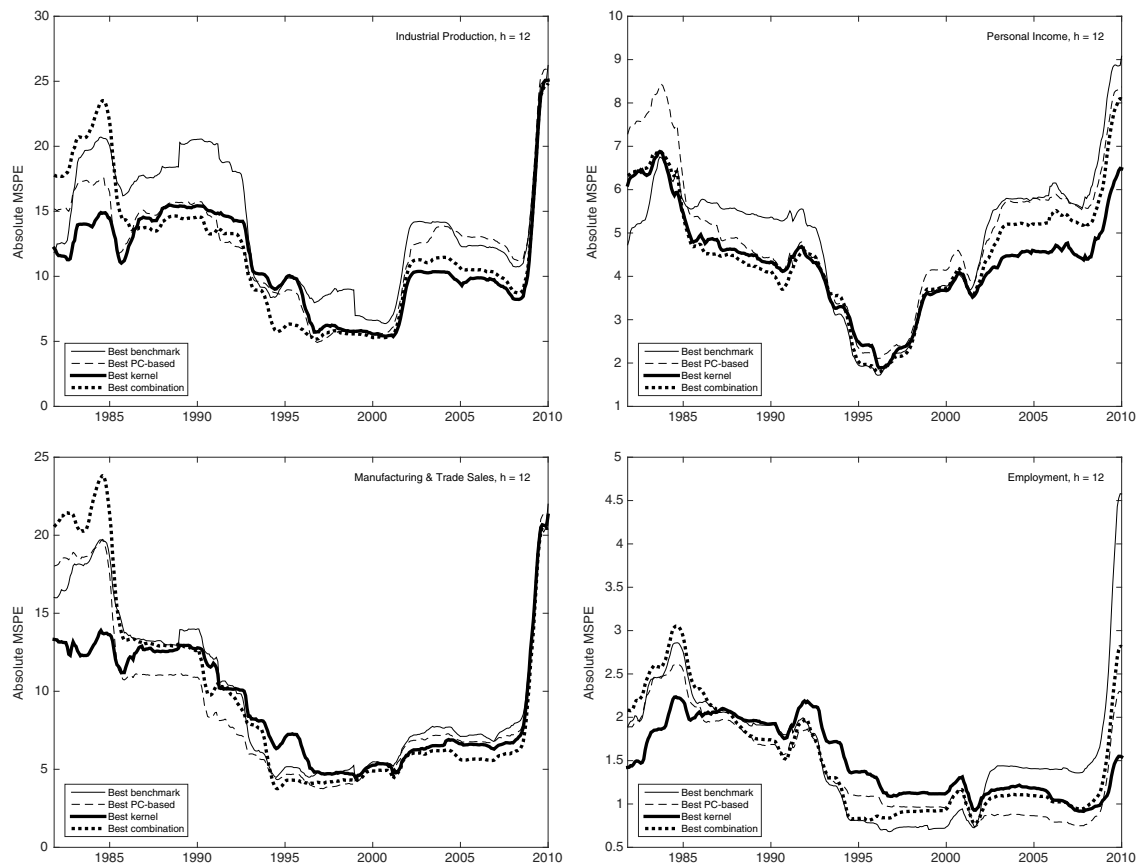 Industrial Production, h = 12
Absolute MSPE
30
25
20
15
10
5
0
Best benchmark
Best PC-based
Best kernel
Best combination
1985 1990 1995 2000 2005 2010
Personal Income, h = 12
Absolute MSPE
10
9
8
7
6
5
4
3
2
1
Best benchmark
Best PC-based
Best kernel
Best combination
1985 1990 1995 2000 2005 2010
Manufacturing & Trade Sales, h = 12
Absolute MSPE
25
20
15
10
5
0
Best benchmark
Best PC-based
Best kernel
Best combination
1985 1990 1995 2000 2005 2010
Employment, h = 12
Absolute MSPE
5
4.5
4
3.5
3
2.5
2
1.5
1
0.5
Best benchmark
Best PC-based
Best kernel
Best combination
1985 1990 1995 2000 2005 2010